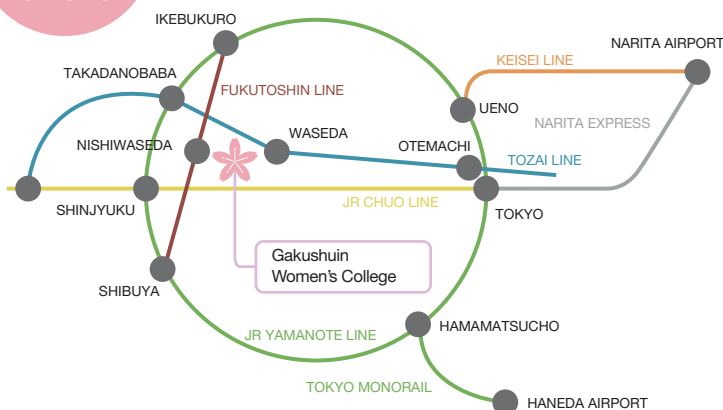 IKEBUKURO
NARITA AIRPORT
KEISEI LINE
TAKADANOBABA
FUKUTOSHIN LINE
UENO
NARITA EXPRESS
WASEDA
NISHIWASEDA
OTEMACHI
TOZAI LINE
SHINJYUKU
JR CHUO LINE
TOKYO
Gakushuin
Women's College
SHIBUYA
HAMAMATSUCHO
JR YAMANOTE LINE
TOKYO MONORAIL
HANEDA AIRPORT